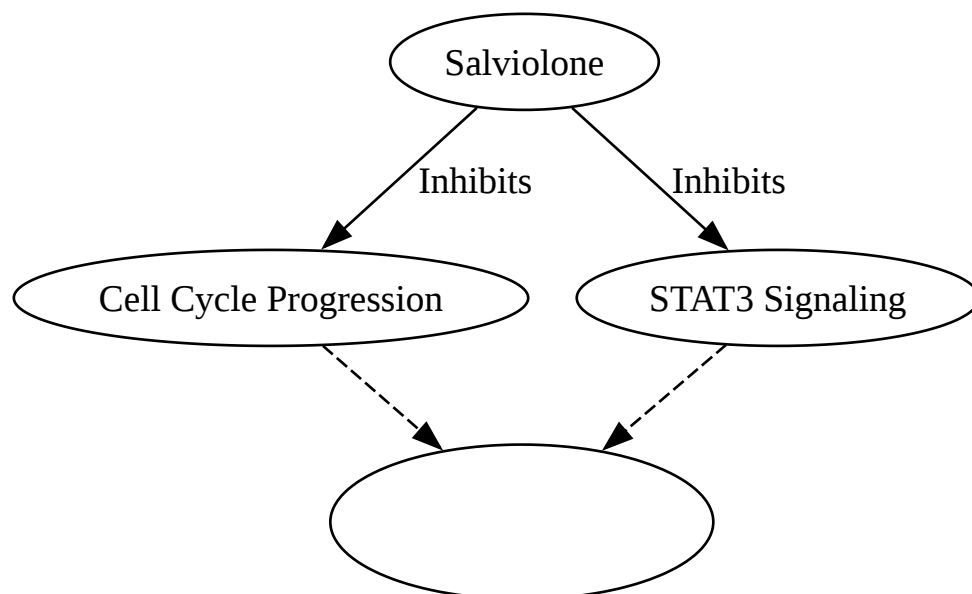 Salviolone
Inhibits
Inhibits
Cell Cycle Progression
STAT3 Signaling